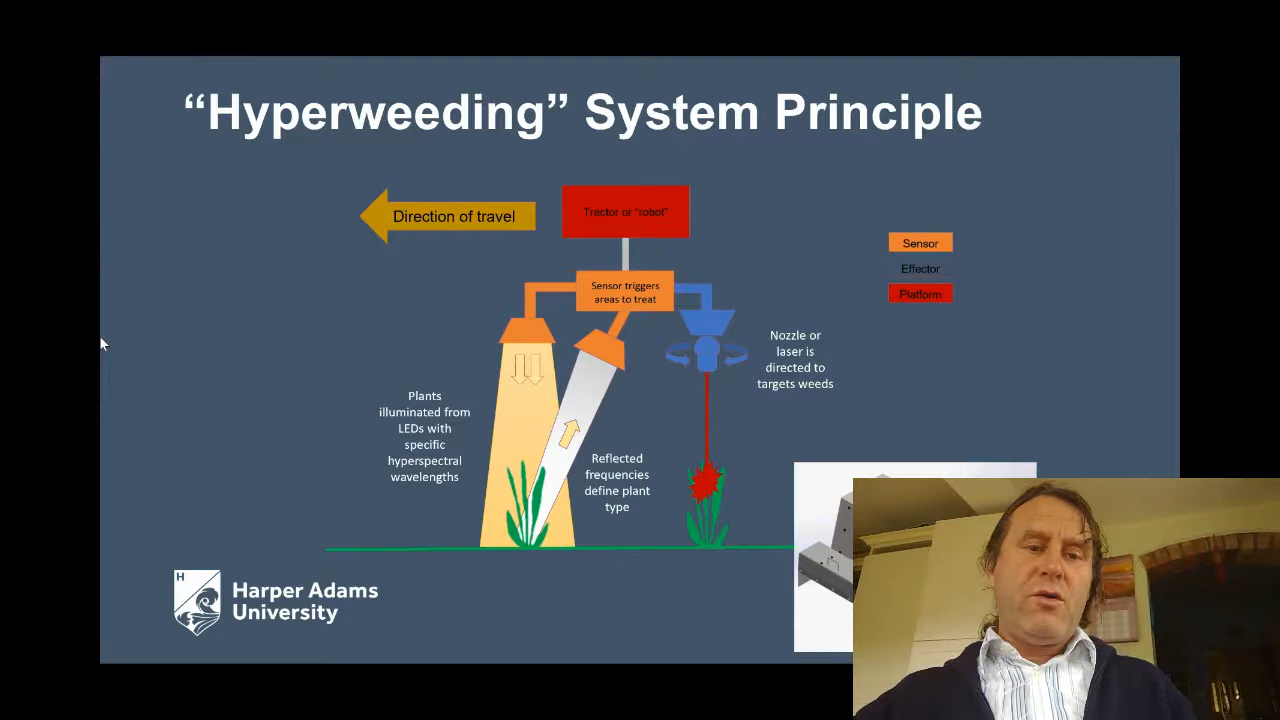 “Hyperweeding” System Principle
Direction of travel
Tractor or “robot”
Sensor
Effector
Platform
Sensor triggers
areas to treat
Nozzle or
laser is
directed to
targets weeds
Plants
illuminated from
LEDs with
specific
hyperspectral
wavelengths
Reflected
frequencies
define plant
type
H
Harper Adams
University